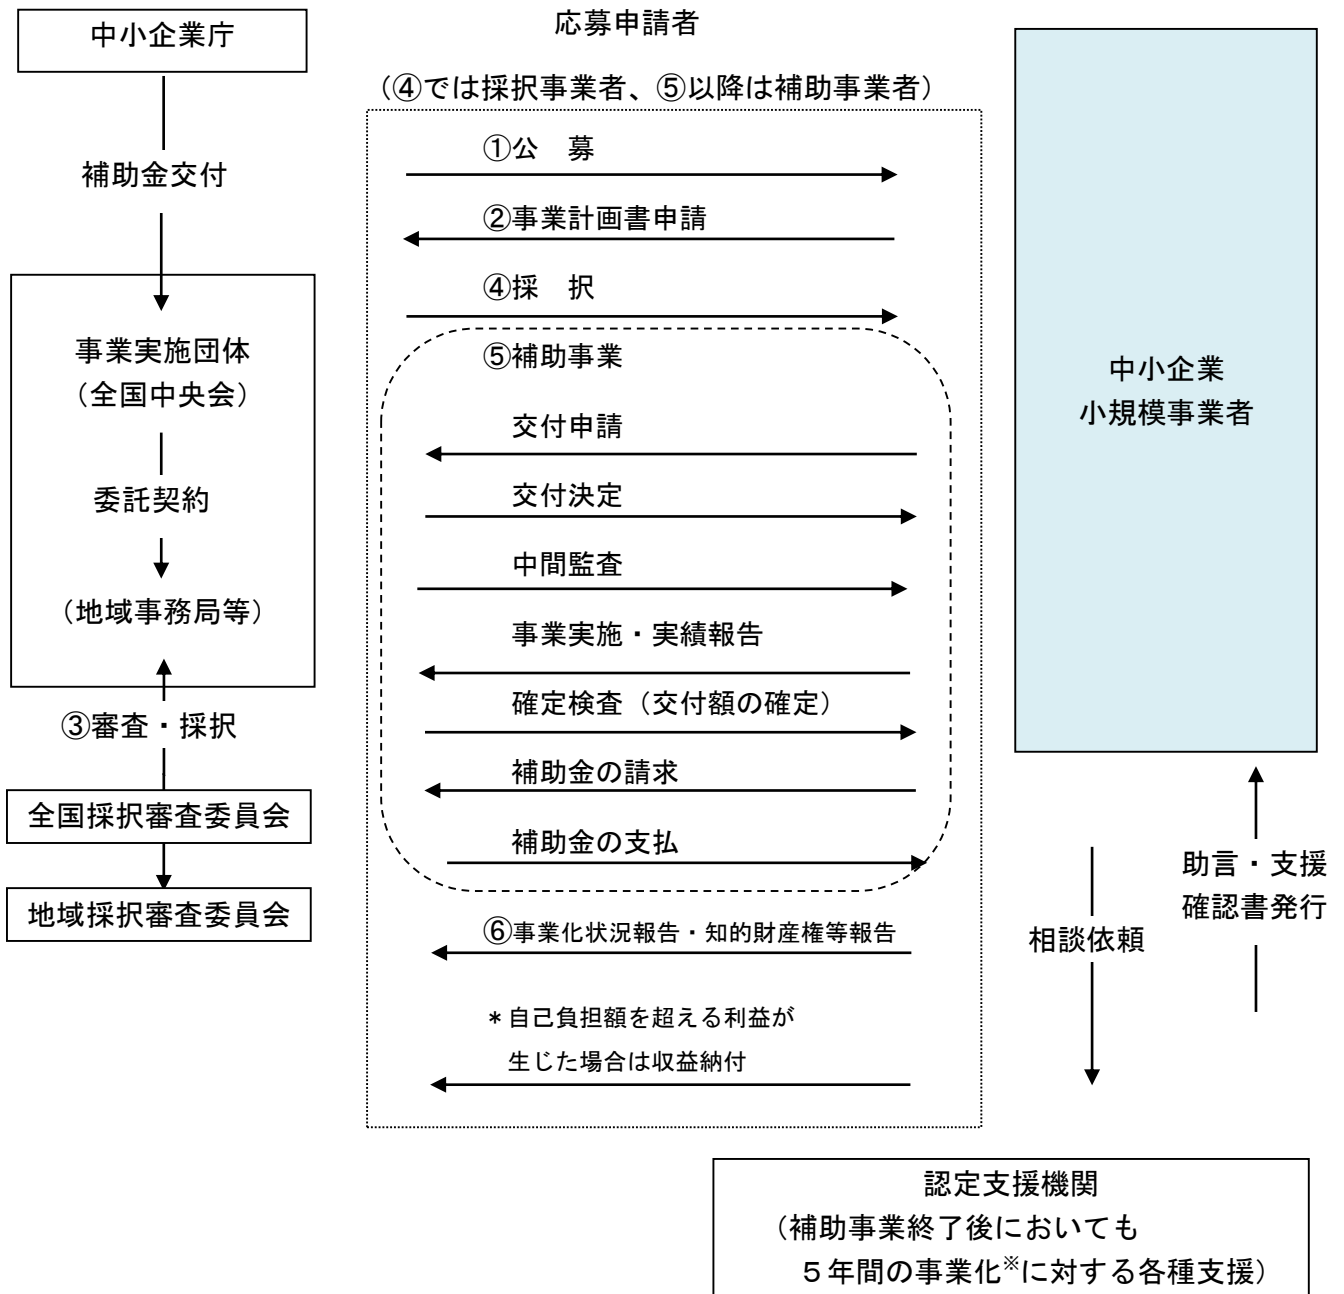 中小企業庁
補助金交付
事業実施団体
（全国中央会）
委託契約
（地域事務局等）
③審査・採択
全国採択審査委員会
地域採択審査委員会
応募申請者
（④では採択事業者、⑤以降は補助事業者）
①公　募
②事業計画書申請
④採　択
⑤補助事業
交付申請
交付決定
中間監査
事業実施・実績報告
確定検査（交付額の確定）
補助金の請求
補助金の支払
⑥事業化状況報告・知的財産権等報告
＊自己負担額を超える利益が
生じた場合は収益納付
中小企業
小規模事業者
相談依頼
助言・支援
確認書発行
認定支援機関
（補助事業終了後においても
５年間の事業化※に対する各種支援）